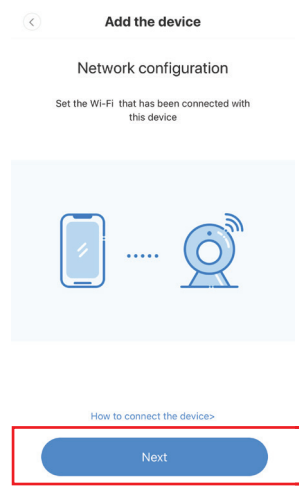 Add the device
Network configuration
Set the Wi-Fi that has been connected with
this device
How to connect the device>
Next